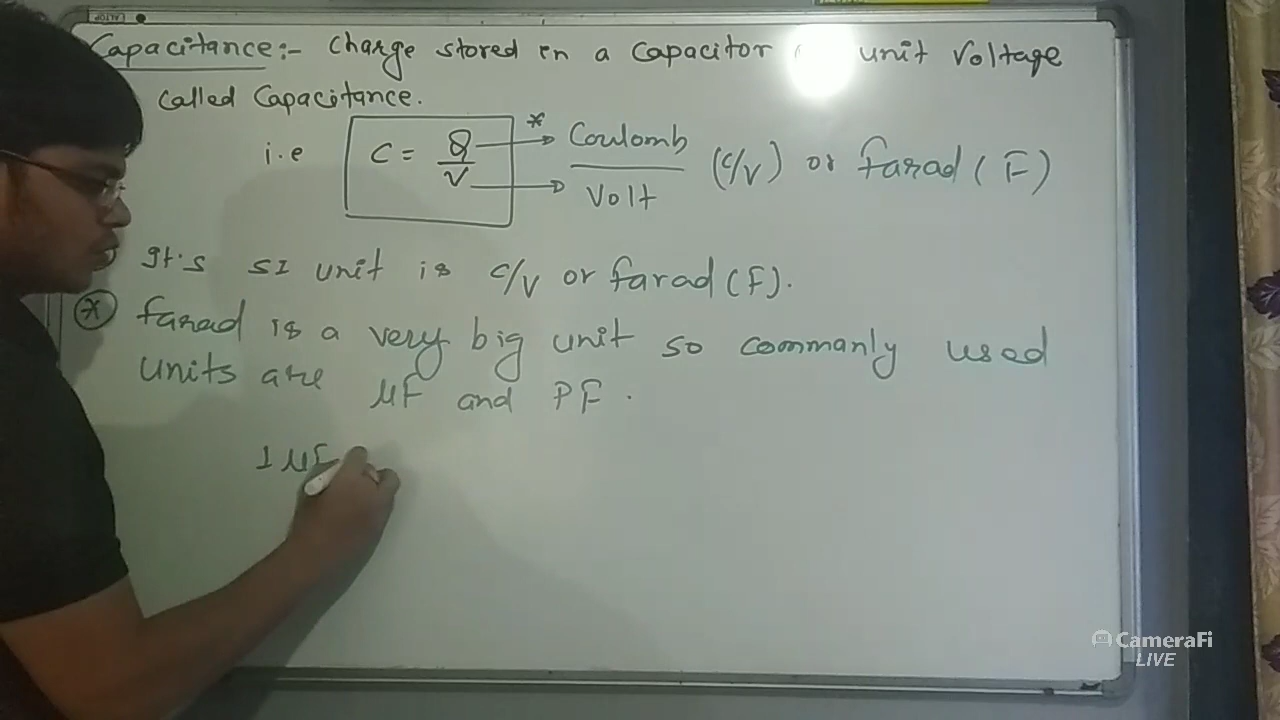 Capacitance:- Charge stored in a capacitor unit voltage
called Capacitance.
i.e C = Q/V * Coulomb/Volt (C/V) or farad (F)
It's SI unit is C/V or farad (F).
* farad is a very big unit so commanly used
units are μF and PF.
1 μF
CameraFi
LIVE